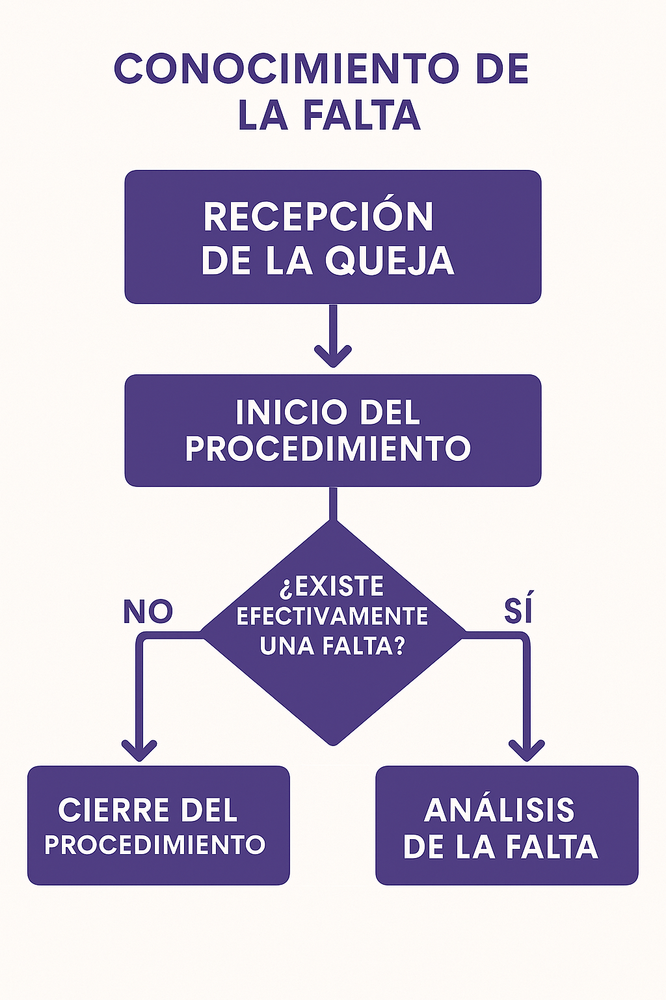 CONOCIMIENTO DE
LA FALTA
RECEPCIÓN
DE LA QUEJA
INICIO DEL
PROCEDIMIENTO
¿EXISTE
EFECTIVAMENTE
UNA FALTA?
NO
SÍ
CIERRE DEL
PROCEDIMIENTO
ANÁLISIS
DE LA FALTA